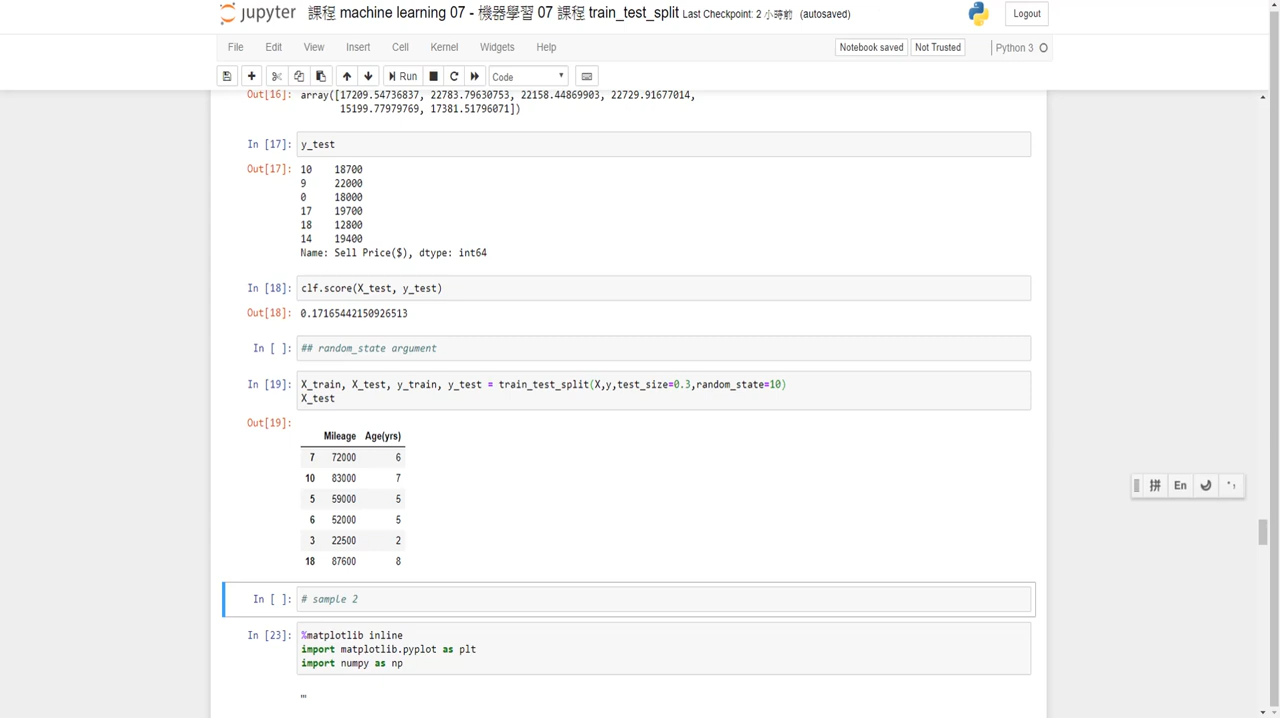 jupyter 課程 machine learning 07 - 機器學習 07 課程 train_test_split Last Checkpoint: 2 小時前 (autosaved) Logout
File Edit View Insert Cell Kernel Widgets Help Notebook saved Not Trusted Python 3
Run Code
Out[16]: array([17209.54736837, 22783.79630753, 22158.44869903, 22729.91677014,
15199.77979769, 17381.51796071])
In [17]: y_test
Out[17]: 10 18700
9 22000
0 18000
17 19700
18 12800
14 19400
Name: Sell Price($), dtype: int64
In [18]: clf.score(X_test, y_test)
Out[18]: 0.17165442150926513
In [ ]: ## random_state argument
In [19]: X_train, X_test, y_train, y_test = train_test_split(X,y,test_size=0.3,random_state=10)
X_test
Out[19]:
Mileage Age(yrs)
7 72000 6
10 83000 7
5 59000 5
6 52000 5
3 22500 2
18 87600 8
拼 En
In [ ]: # sample 2
In [23]: %matplotlib inline
import matplotlib.pyplot as plt
import numpy as np
'''